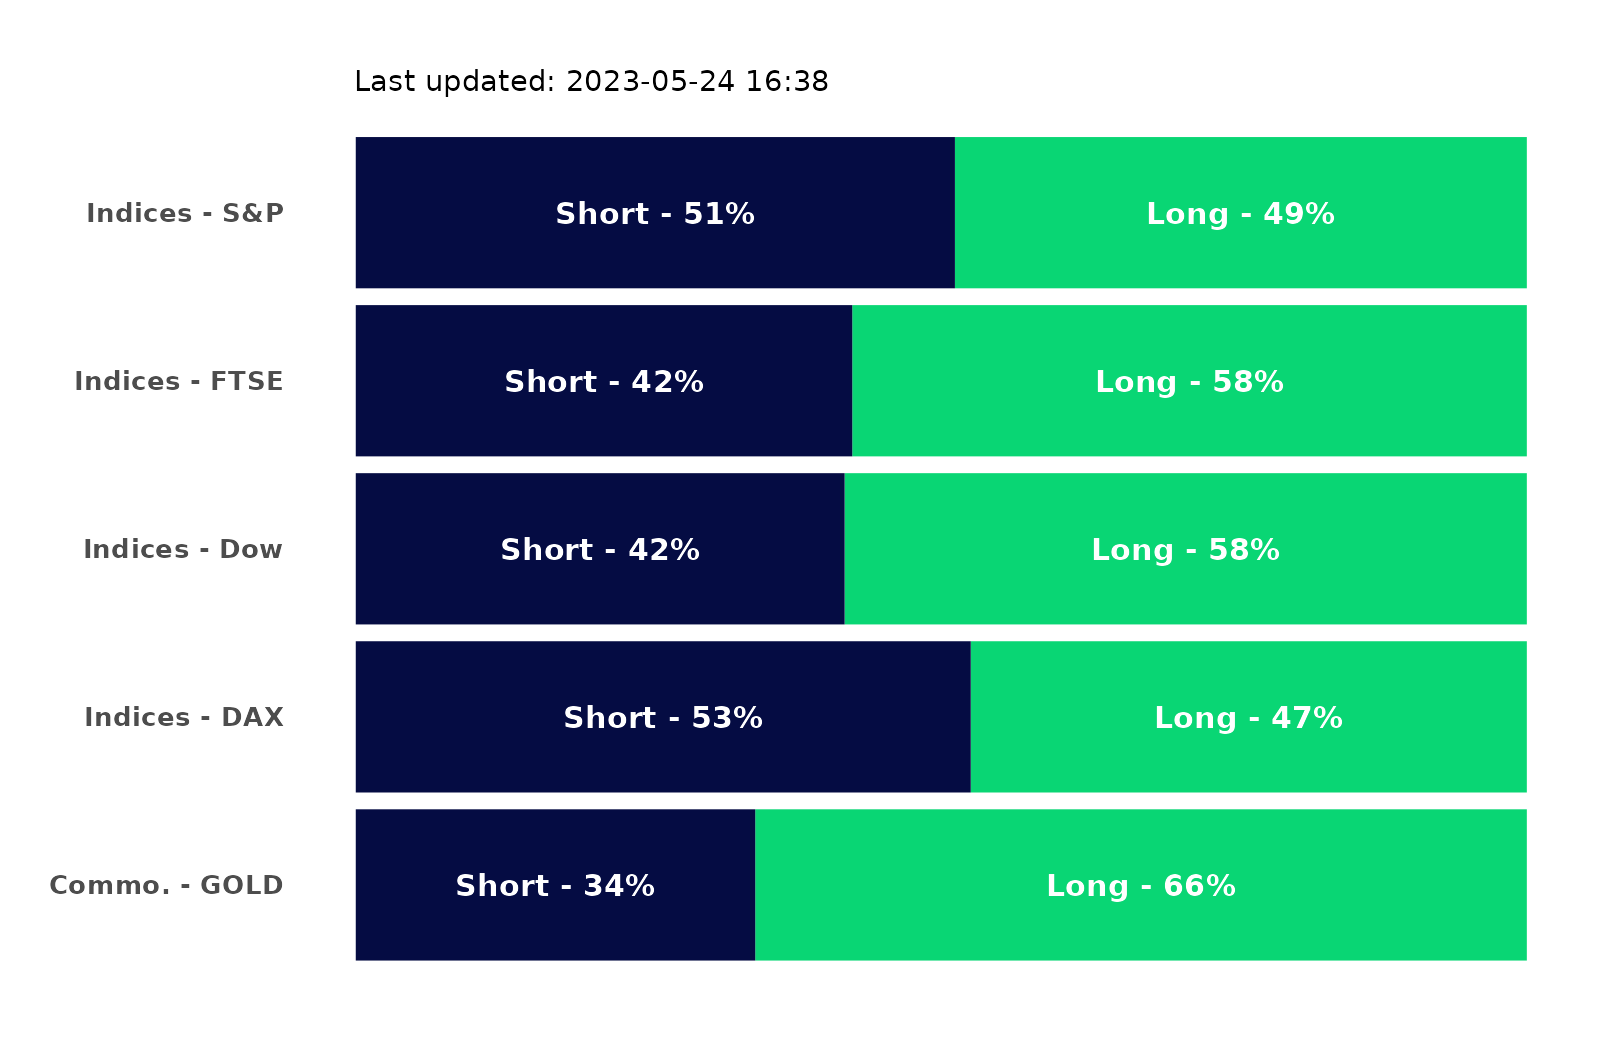 Last updated: 2023-05-24 16:38
Indices - S&P Short - 51% Long - 49%
Indices - FTSE Short - 42% Long - 58%
Indices - Dow Short - 42% Long - 58%
Indices - DAX Short - 53% Long - 47%
Commo. - GOLD Short - 34% Long - 66%